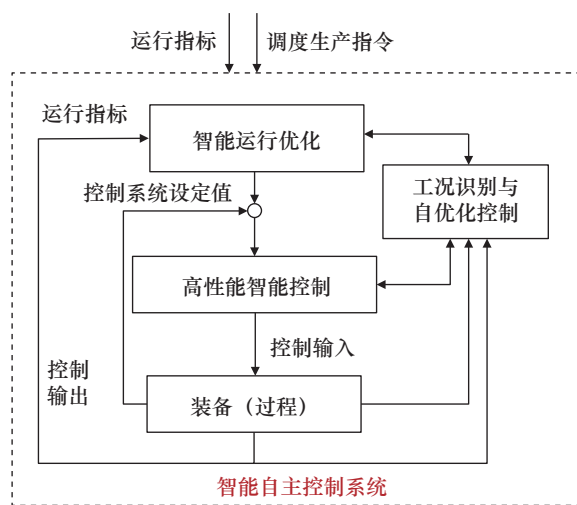 运行指标
调度生产指令
运行指标
智能运行优化
工况识别与
自优化控制
控制系统设定值
高性能智能控制
控制输入
控制
输出
装备（过程）
智能自主控制系统